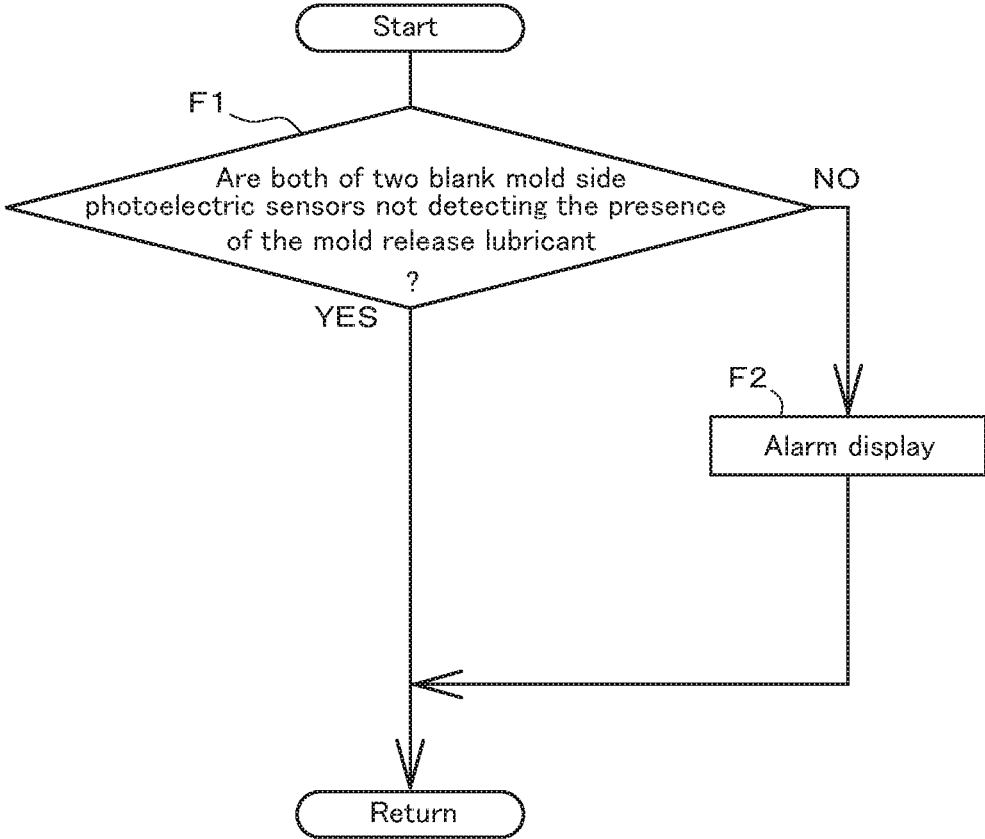 Start
F1
Are both of two blank mold side
photoelectric sensors not detecting the presence
of the mold release lubricant
?
NO
YES
F2
Alarm display
Return